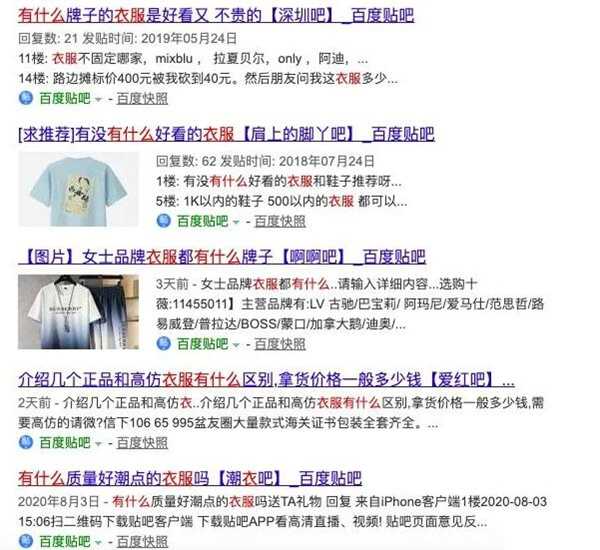 有什么牌子的衣服是好看又 不贵的【深圳吧】_百度贴吧
回复数: 21 发贴时间: 2019年05月24日
11楼: 衣服不固定哪家，mixblu ， 拉夏贝尔，only ，阿迪，...
14楼: 路边摊标价400元被我砍到40元。然后朋友问我这衣服多少...
百度贴吧 - 百度快照
[求推荐]有没有什么好看的衣服【肩上的脚丫吧】_百度贴吧
回复数: 62 发贴时间: 2018年07月24日
1楼: 有没有什么好看的衣服和鞋子推荐呀...
5楼: 1K以内的鞋子 500以内的衣服 都可以...
百度贴吧 - 百度快照
【图片】女士品牌衣服都有什么牌子【啊啊吧】_百度贴吧
BURBERRY
3天前 - 女士品牌衣服都有什么..请输入详细内容...选购十
薇:11455011】主营品牌有:LV 古驰/巴宝莉/ 阿玛尼/爱马仕/范思哲/路
易威登/普拉达/BOSS/蒙口/加拿大鹅/迪奥/...
百度贴吧 - 百度快照
介绍几个正品和高仿衣服有什么区别,拿货价格一般多少钱【爱红吧】...
2天前 - 介绍几个正品和高仿衣..介绍几个正品和高仿衣服有什么区别,拿货价格一般多少钱,需
要高仿的请微?信下106 65 995盆友圈大量款式海关证书包装全套齐全。...
百度贴吧 - 百度快照
有什么质量好潮点的衣服吗【潮衣吧】_百度贴吧
2020年8月3日 - 有什么质量好潮点的衣服吗送TA礼物 回复 来自iPhone客户端1楼2020-08-03
15:06扫二维码下载贴吧客户端 下载贴吧APP看高清直播、视频! 贴吧页面意见反...
百度贴吧 - 百度快照